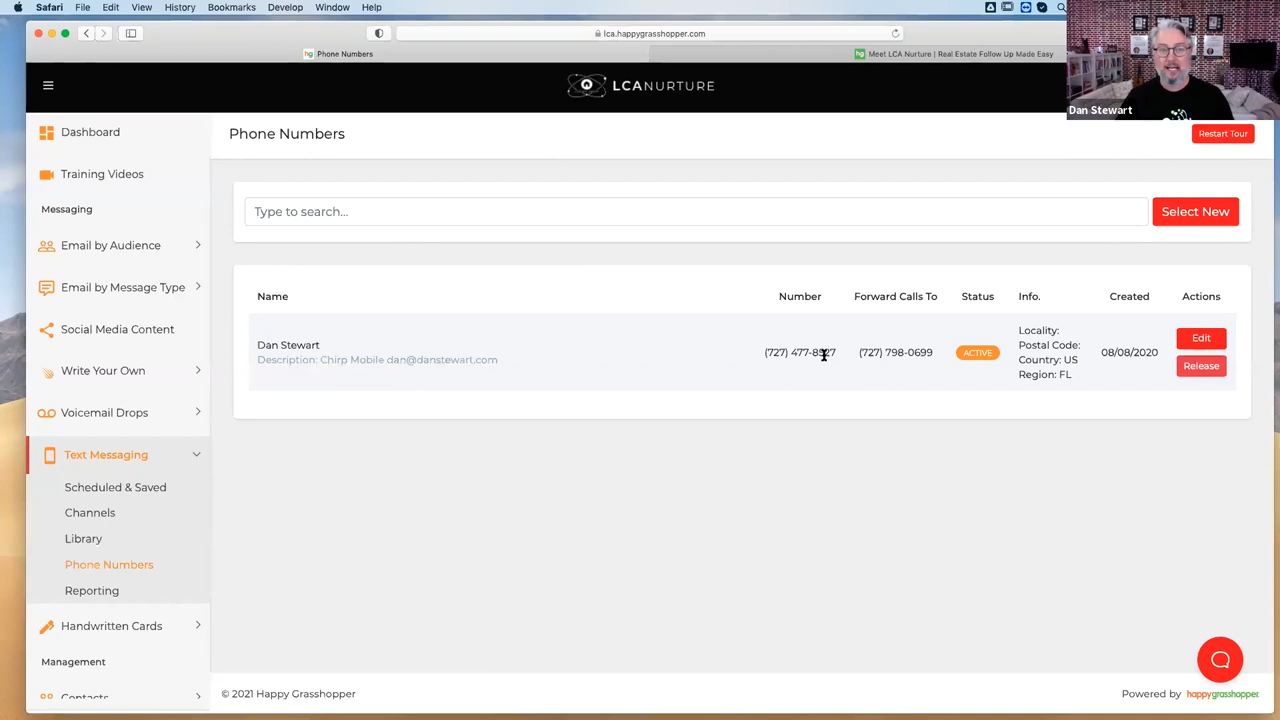 Safari File Edit View History Bookmarks Develop Window Help
lca.happygrasshopper.com
Phone Numbers
Meet LCA Nurture | Real Estate Follow Up Made Easy
Dan Stewart
LCANURTURE
Dashboard
Training Videos
Messaging
Email by Audience
Email by Message Type
Social Media Content
Write Your Own
Voicemail Drops
Text Messaging
Scheduled & Saved
Channels
Library
Phone Numbers
Reporting
Handwritten Cards
Management
Contacts
Phone Numbers
Restart Tour
Type to search...
Select New
Name Number Forward Calls To Status Info. Created Actions
Dan Stewart
Description: Chirp Mobile dan@danstewart.com
(727) (727) 798-0699 ACTIVE
Locality:
Postal Code:
Country: US
Region: FL
08/08/2020
Edit
Release
© 2021 Happy Grasshopper
Powered by happygrasshopper